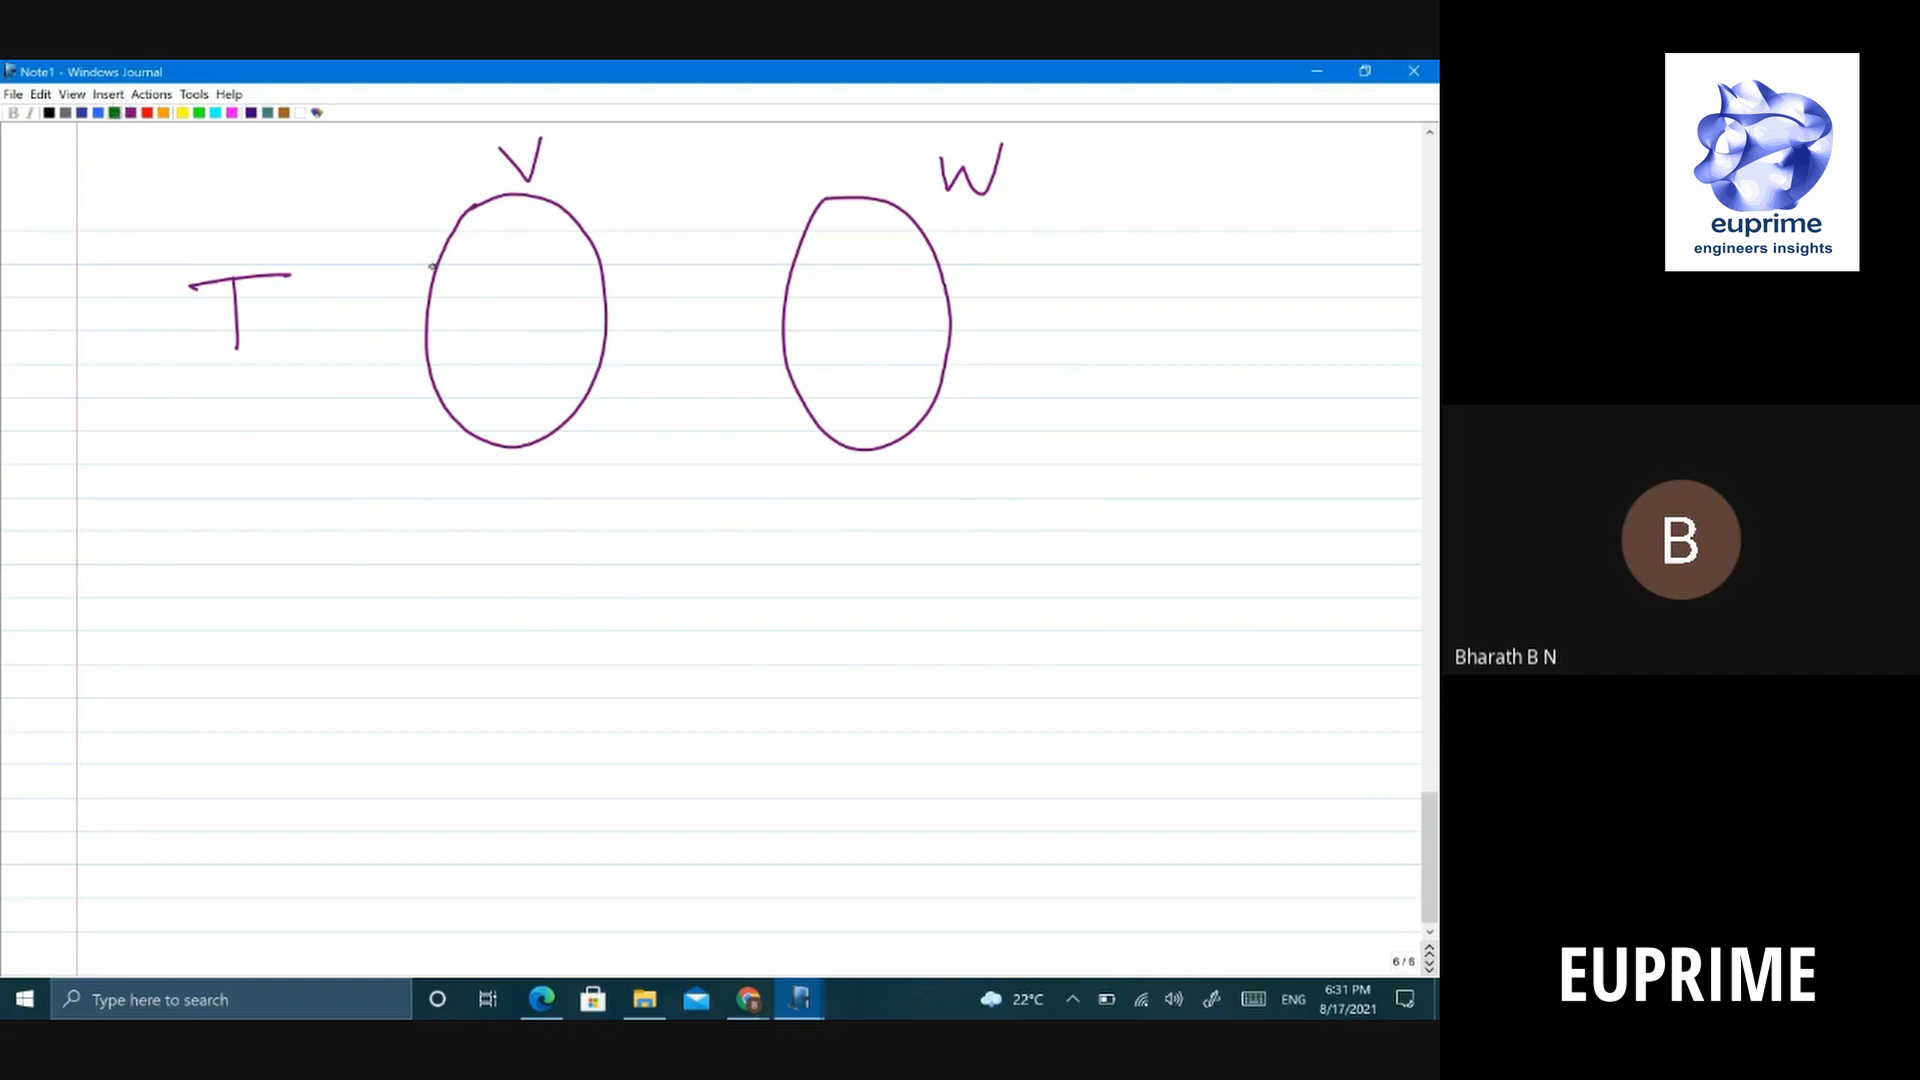 Note1 - Windows Journal
File Edit View Insert Actions Tools Help
B I
V
W
T
6 / 6
Type here to search
22°C
ENG
6:31 PM
8/17/2021
euprime
engineers insights
B
Bharath B N
EUPRIME